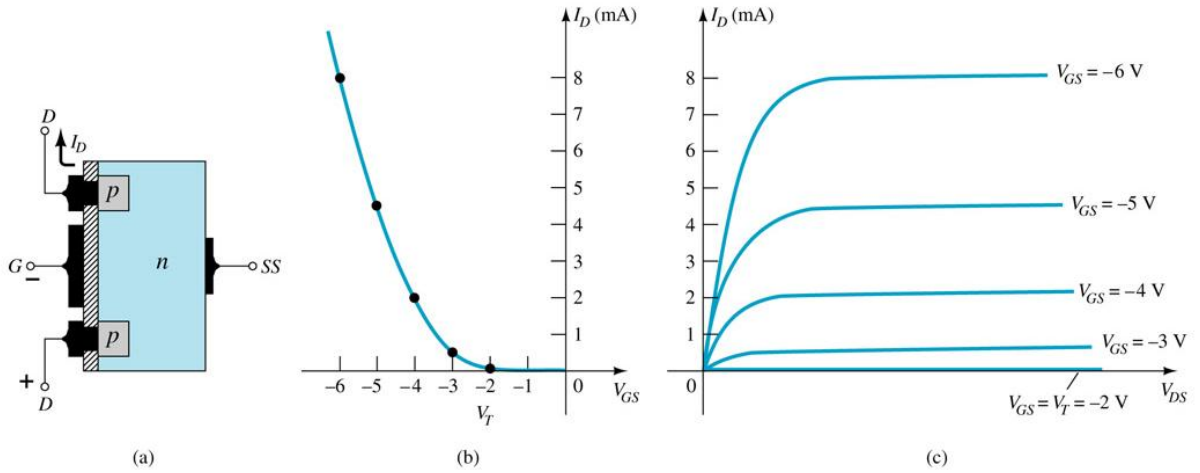 D
I_D
p
G
−
n
SS
p
+
D
(a)
I_D (mA)
8
7
6
5
4
3
2
1
−6 −5 −4 −3 −2 −1 0 V_GS
V_T
(b)
I_D (mA)
8
7
6
5
4
3
2
1
0
V_GS = −6 V
V_GS = −5 V
V_GS = −4 V
V_GS = −3 V
V_GS = V_T = −2 V
V_DS
(c)